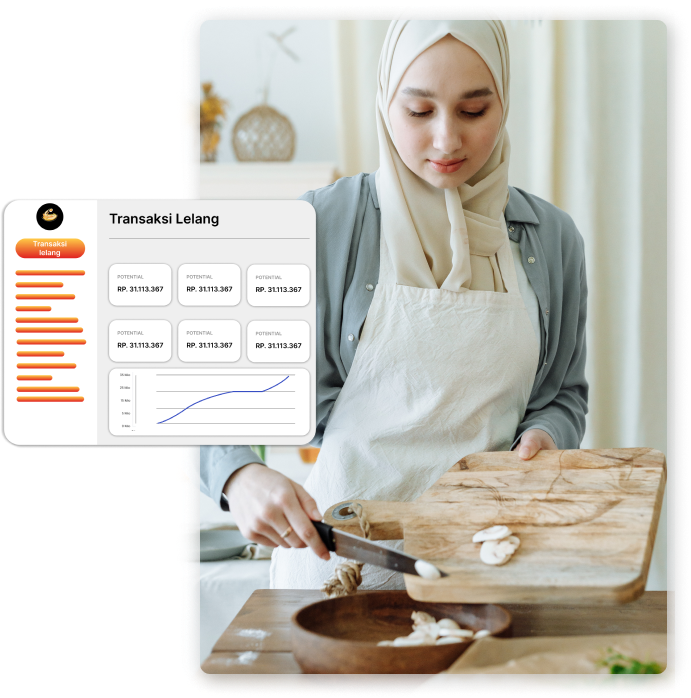 Transaksi Lelang
Transaksi
lelang
POTENTIAL
RP. 31.113.367
POTENTIAL
RP. 31.113.367
POTENTIAL
RP. 31.113.367
POTENTIAL
RP. 31.113.367
POTENTIAL
RP. 31.113.367
POTENTIAL
RP. 31.113.367